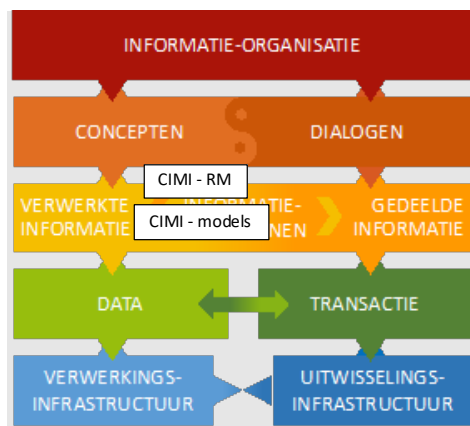 INFORMATIE-ORGANISATIE
CONCEPTEN
DIALOGEN
CIMI - RM
VERWERKTE
INFORMATIE
CIMI - models
GEDEELDE
INFORMATIE
DATA
TRANSACTIE
VERWERKINGS-
INFRASTRUCTUUR
UITWISSELINGS-
INFRASTRUCTUUR